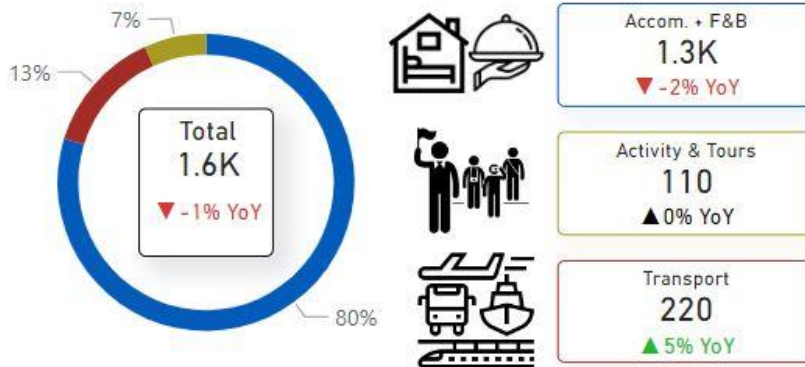 7%
13%
80%
Total
1.6K
▼ -1% YoY
Accom. + F&B
1.3K
▼ -2% YoY
Activity & Tours
110
▲0% YoY
Transport
220
▲ 5% YoY